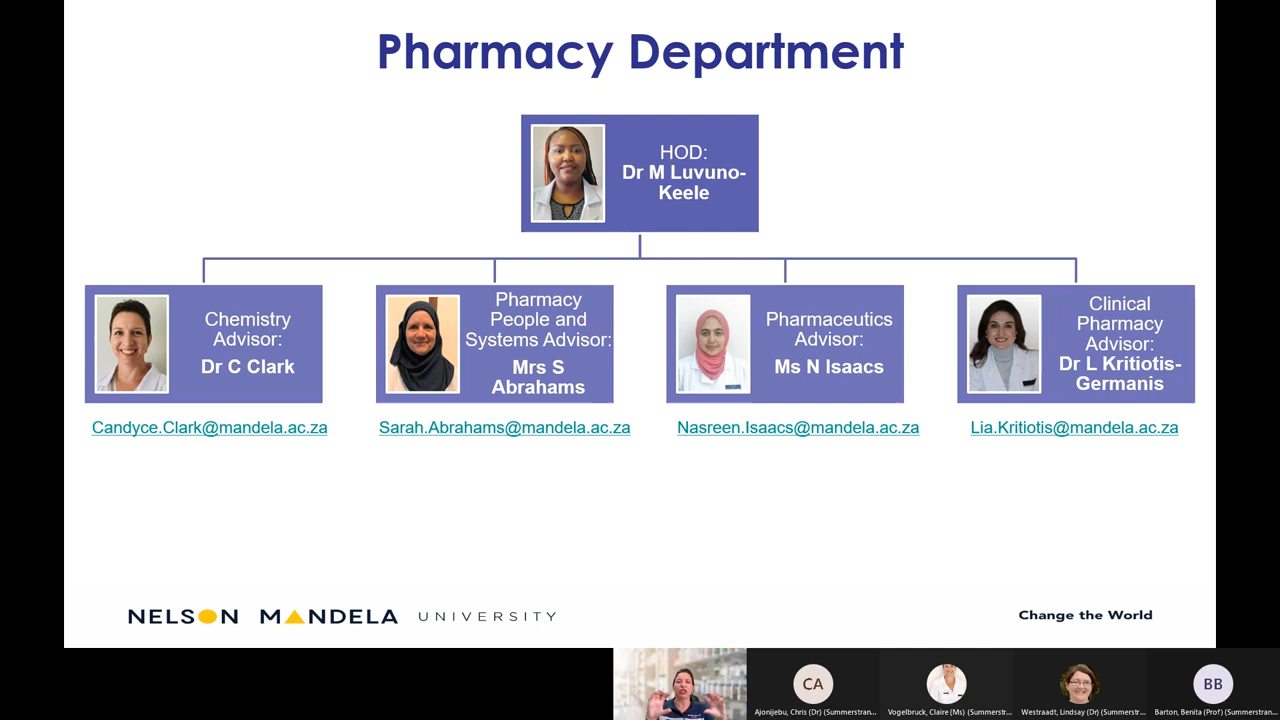 Pharmacy Department
HOD:
Dr M Luvuno-
Keele
Chemistry
Advisor:
Dr C Clark
Pharmacy
People and
Systems Advisor:
Mrs S
Abrahams
Pharmaceutics
Advisor:
Ms N Isaacs
Clinical
Pharmacy
Advisor:
Dr L Kritiotis-
Germanis
Candyce.Clark@mandela.ac.za
Sarah.Abrahams@mandela.ac.za
Nasreen.Isaacs@mandela.ac.za
Lia.Kritiotis@mandela.ac.za
NELSON MANDELA UNIVERSITY
Change the World
CA
BB
Ajonijebu, Chris (Dr) (Summerstran...
Vogelbruck, Claire (Ms) (Summerstr...
Westraadt, Lindsay (Dr) (Summerstr...
Barton, Benita (Prof) (Summerstran...